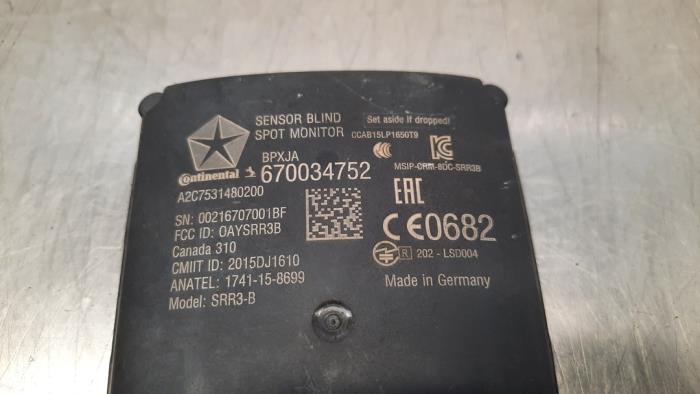 SENSOR BLIND
SPOT MONITOR
Set aside if dropped!
CCAB15LP1650T9
BPXJA
Continental
670034752
MSIP-CRM-8DC-SRR3B
A2C7531480200
SN: 00216707001BF
FCC ID: OAYSRR3B
Canada 310
CMIIT ID: 2015DJ1610
ANATEL: 1741-15-8699
Model: SRR3-B
EAC
CE0682
R 202 - LSD004
Made in Germany